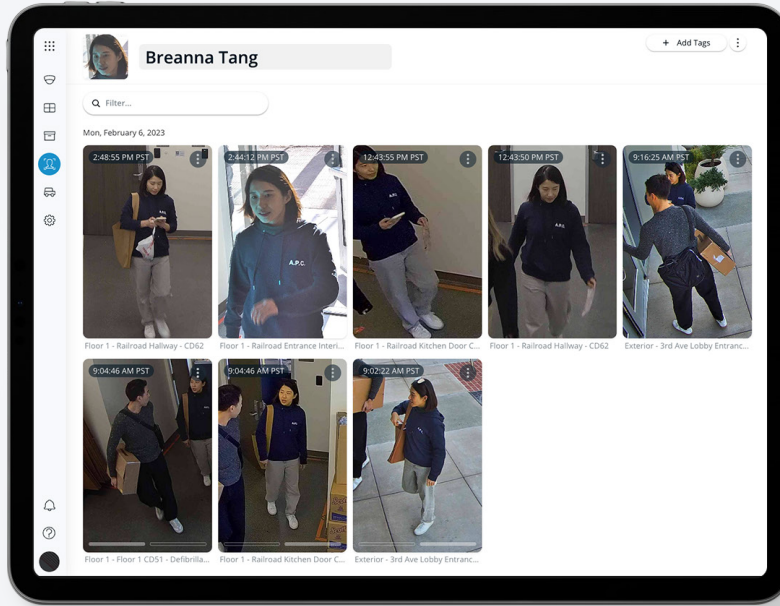 Breanna Tang
+ Add Tags
Filter...
Mon, February 6, 2023
2:48:55 PM PST
2:44:12 PM PST
12:43:55 PM PST
12:43:50 PM PST
9:16:25 AM PST
A.P.C.
A.P.C.
Floor 1 - Railroad Hallway - CD62
Floor 1 - Railroad Entrance Interi...
Floor 1 - Railroad Kitchen Door C...
Floor 1 - Railroad Hallway - CD62
Exterior - 3rd Ave Lobby Entranc...
9:04:46 AM PST
9:04:46 AM PST
9:02:22 AM PST
Floor 1 - Floor 1 CD51 - Defibrilla...
Floor 1 - Railroad Kitchen Door C...
Exterior - 3rd Ave Lobby Entranc...